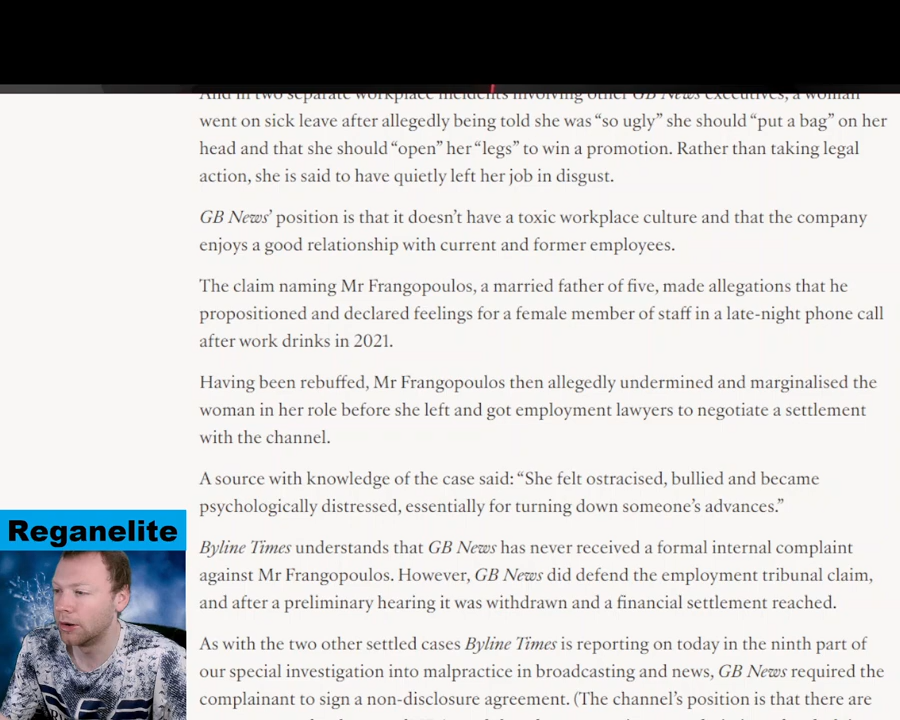 And in two separate workplace incidents involving other GB News executives, a woman
went on sick leave after allegedly being told she was “so ugly” she should “put a bag” on her
head and that she should “open” her “legs” to win a promotion. Rather than taking legal
action, she is said to have quietly left her job in disgust.
GB News’ position is that it doesn’t have a toxic workplace culture and that the company
enjoys a good relationship with current and former employees.
The claim naming Mr Frangopoulos, a married father of five, made allegations that he
propositioned and declared feelings for a female member of staff in a late-night phone call
after work drinks in 2021.
Having been rebuffed, Mr Frangopoulos then allegedly undermined and marginalised the
woman in her role before she left and got employment lawyers to negotiate a settlement
with the channel.
A source with knowledge of the case said: “She felt ostracised, bullied and became
psychologically distressed, essentially for turning down someone’s advances.”
Byline Times understands that GB News has never received a formal internal complaint
against Mr Frangopoulos. However, GB News did defend the employment tribunal claim,
and after a preliminary hearing it was withdrawn and a financial settlement reached.
As with the two other settled cases Byline Times is reporting on today in the ninth part of
our special investigation into malpractice in broadcasting and news, GB News required the
complainant to sign a non-disclosure agreement. (The channel’s position is that there are
Reganelite